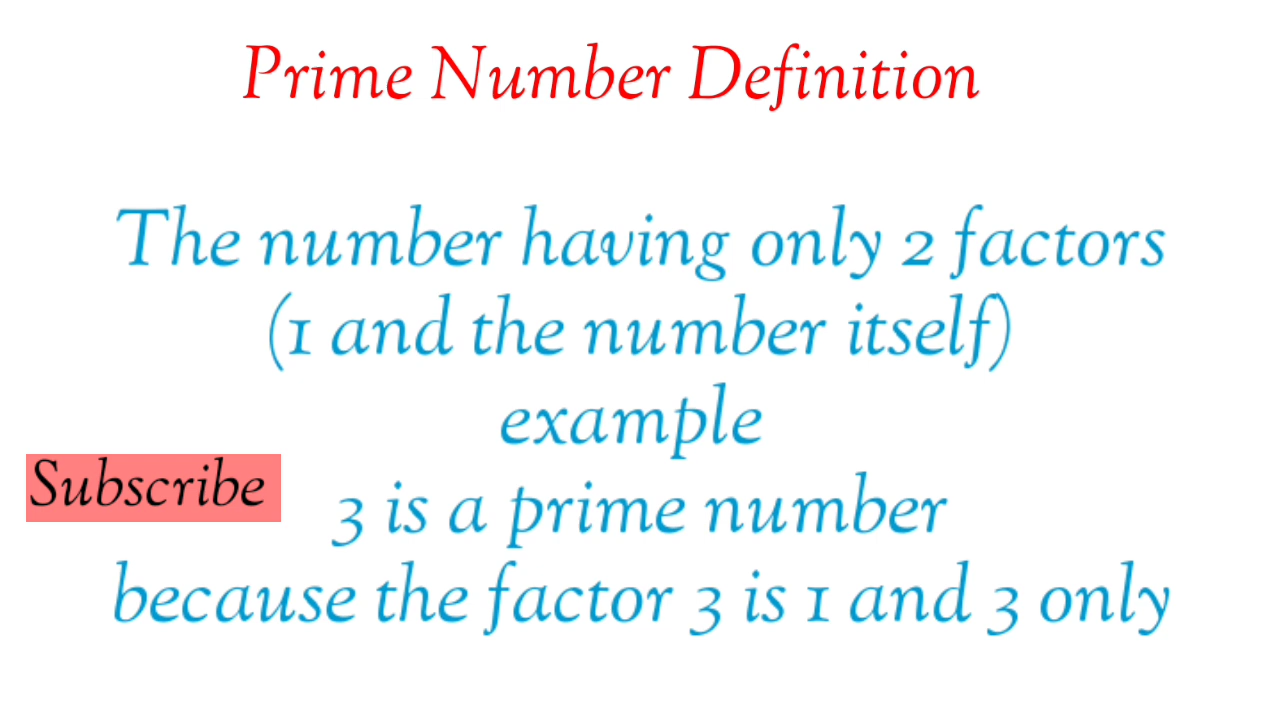 Prime Number Definition
The number having only 2 factors
(1 and the number itself)
example
Subscribe
3 is a prime number
because the factor 3 is 1 and 3 only